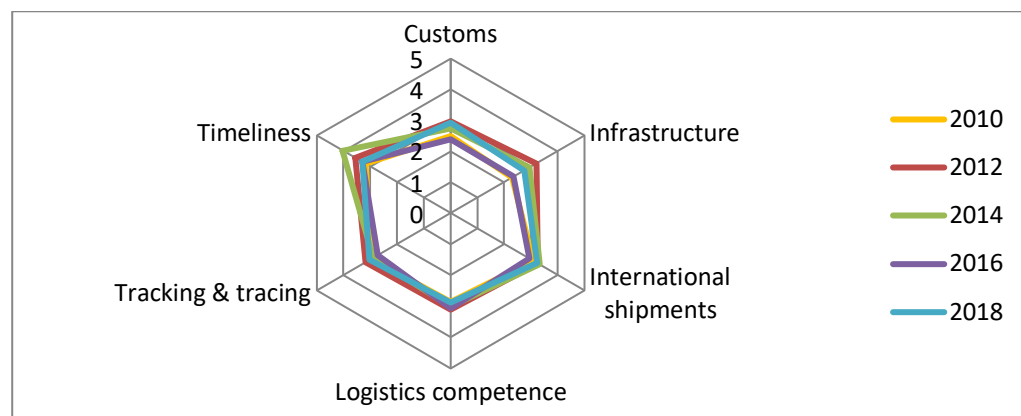 Customs
5
4
3
2
1
0
Timeliness
Infrastructure
Tracking & tracing
International
shipments
Logistics competence
2010
2012
2014
2016
2018